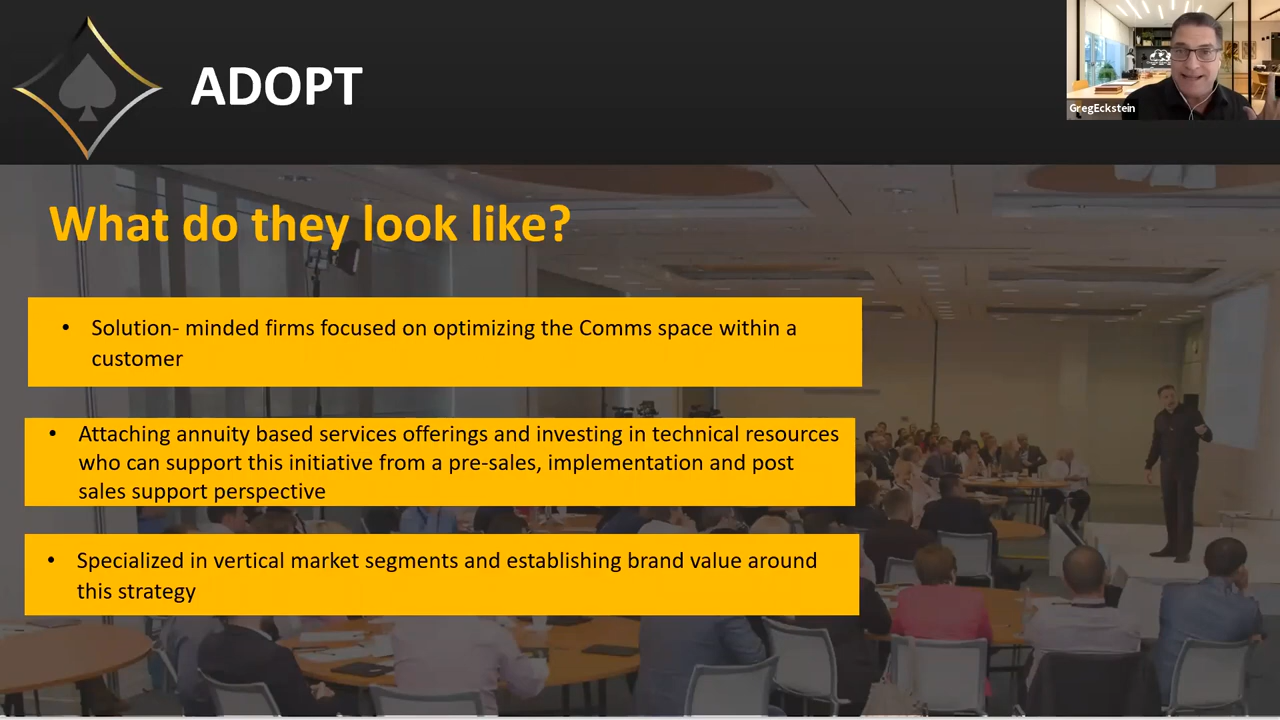 ADOPT
GregEckstein
What do they look like?
• Solution- minded firms focused on optimizing the Comms space within a
customer
• Attaching annuity based services offerings and investing in technical resources
who can support this initiative from a pre-sales, implementation and post
sales support perspective
• Specialized in vertical market segments and establishing brand value around
this strategy